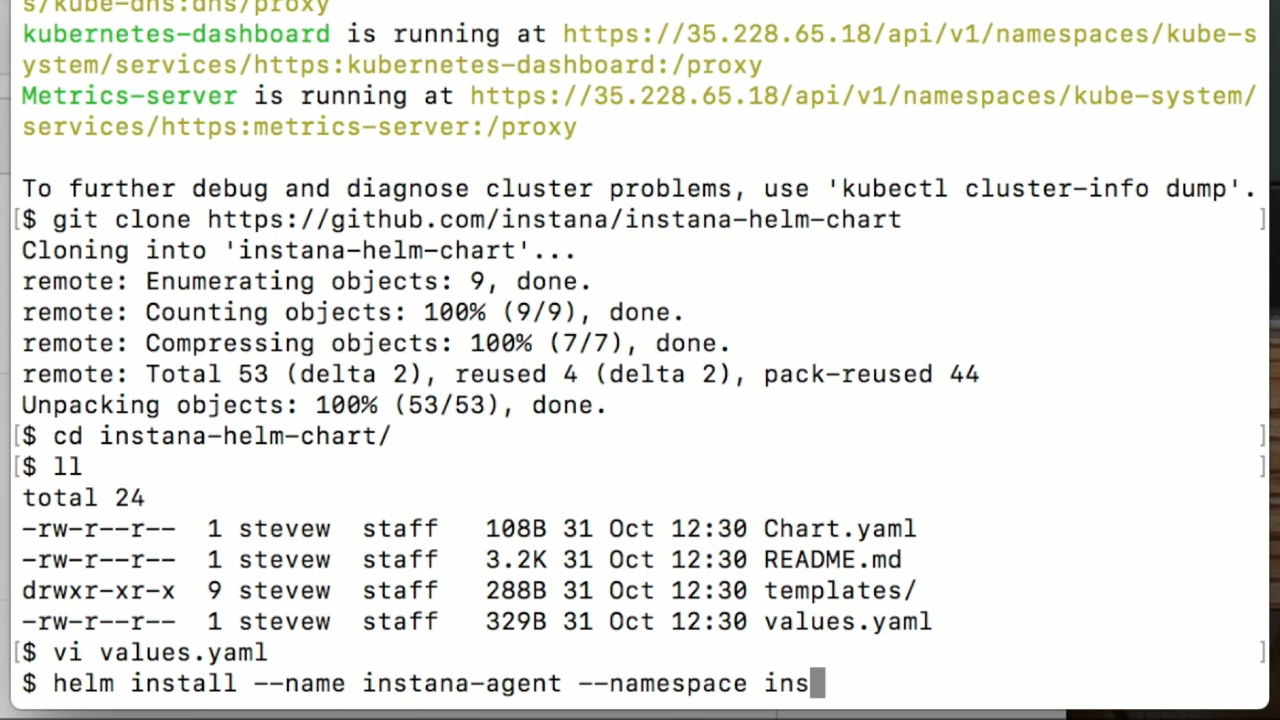 s/kube-dns:dns/proxy
kubernetes-dashboard is running at https://35.228.65.18/api/v1/namespaces/kube-s
ystem/services/https:kubernetes-dashboard:/proxy
Metrics-server is running at https://35.228.65.18/api/v1/namespaces/kube-system/
services/https:metrics-server:/proxy
To further debug and diagnose cluster problems, use 'kubectl cluster-info dump'.
[$ git clone https://github.com/instana/instana-helm-chart ]
Cloning into 'instana-helm-chart'...
remote: Enumerating objects: 9, done.
remote: Counting objects: 100% (9/9), done.
remote: Compressing objects: 100% (7/7), done.
remote: Total 53 (delta 2), reused 4 (delta 2), pack-reused 44
Unpacking objects: 100% (53/53), done.
[$ cd instana-helm-chart/ ]
[$ ll ]
total 24
-rw-r--r-- 1 stevew staff 108B 31 Oct 12:30 Chart.yaml
-rw-r--r-- 1 stevew staff 3.2K 31 Oct 12:30 README.md
drwxr-xr-x 9 stevew staff 288B 31 Oct 12:30 templates/
-rw-r--r-- 1 stevew staff 329B 31 Oct 12:30 values.yaml
[$ vi values.yaml ]
$ helm install --name instana-agent --namespace ins